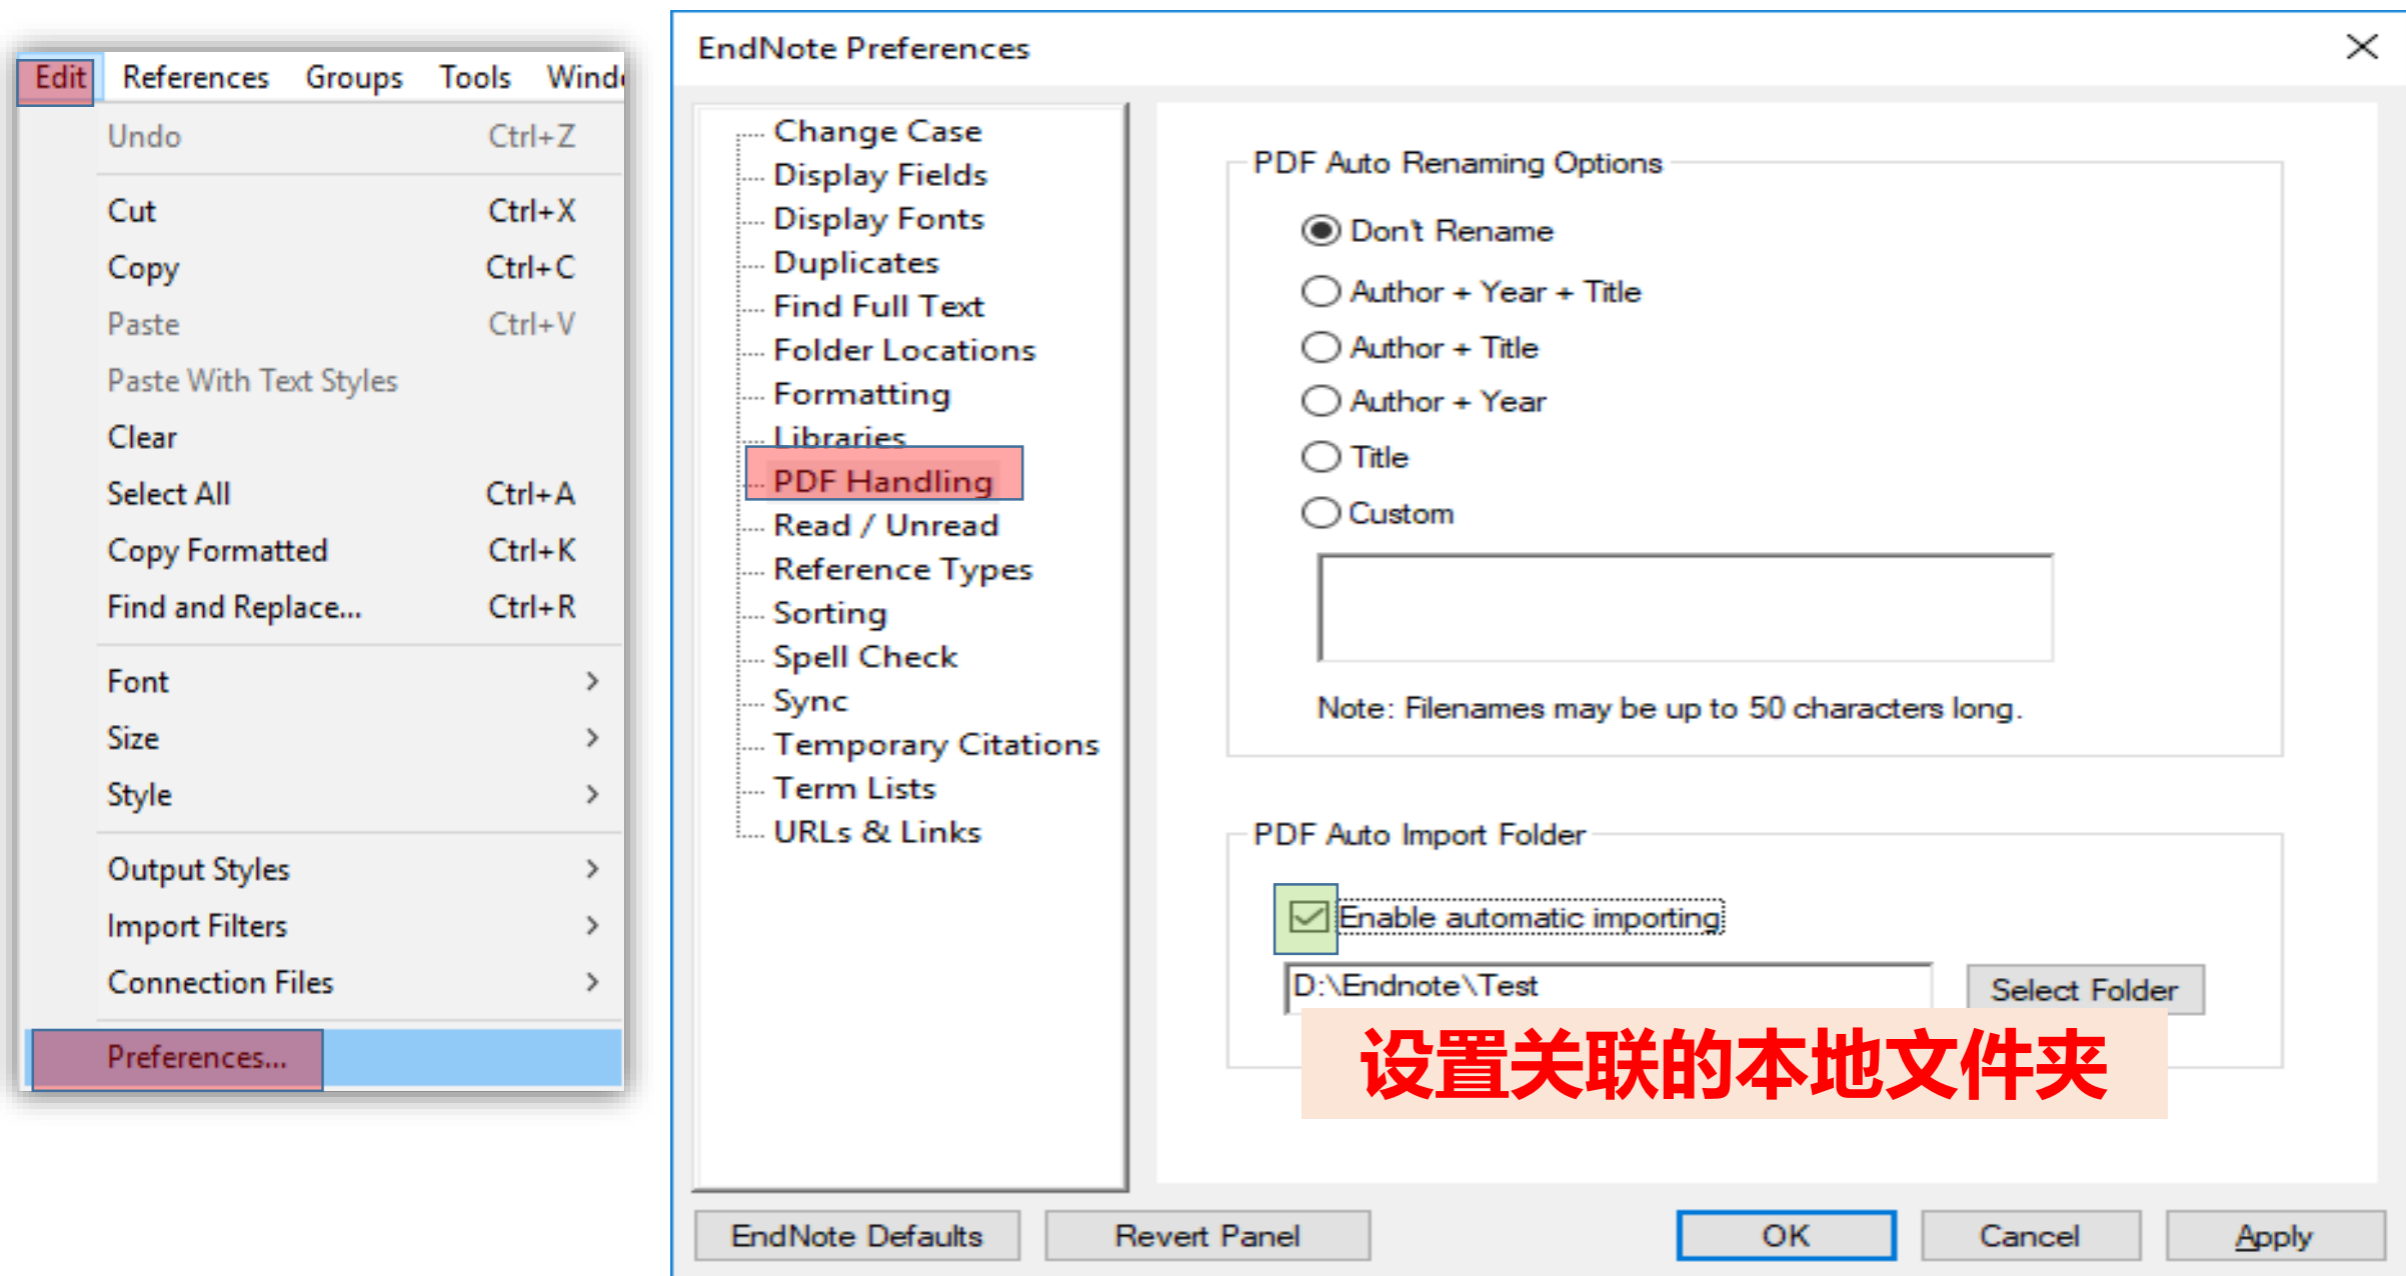 Edit References Groups Tools Windo
Undo Ctrl+Z
Cut Ctrl+X
Copy Ctrl+C
Paste Ctrl+V
Paste With Text Styles
Clear
Select All Ctrl+A
Copy Formatted Ctrl+K
Find and Replace... Ctrl+R
Font
Size
Style
Output Styles
Import Filters
Connection Files
Preferences...
EndNote Preferences
Change Case
Display Fields
Display Fonts
Duplicates
Find Full Text
Folder Locations
Formatting
Libraries
PDF Handling
Read / Unread
Reference Types
Sorting
Spell Check
Sync
Temporary Citations
Term Lists
URLs & Links
PDF Auto Renaming Options
Don't Rename
Author + Year + Title
Author + Title
Author + Year
Title
Custom
Note: Filenames may be up to 50 characters long.
PDF Auto Import Folder
Enable automatic importing
D:\Endnote\Test
Select Folder
设置关联的本地文件夹
EndNote Defaults Revert Panel OK Cancel Apply